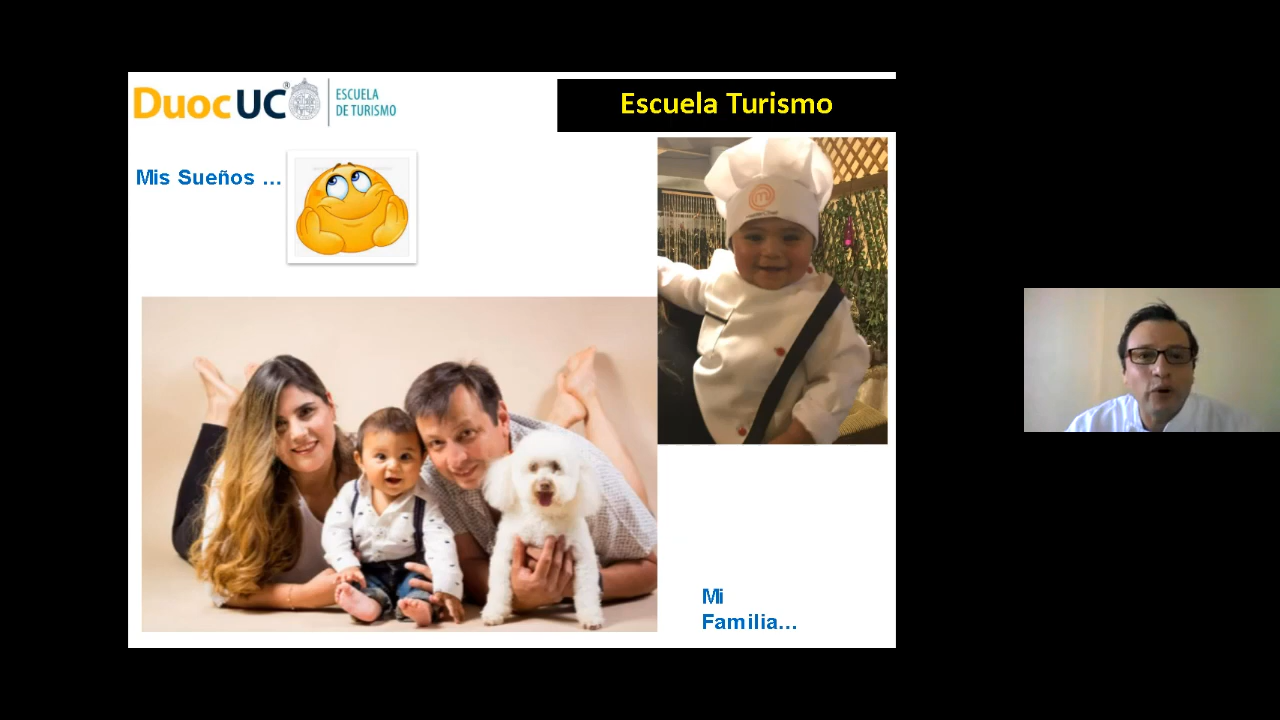 DuocUC®
ESCUELA
DE TURISMO
Escuela Turismo
Mis Sueños ...
Mi
Familia...